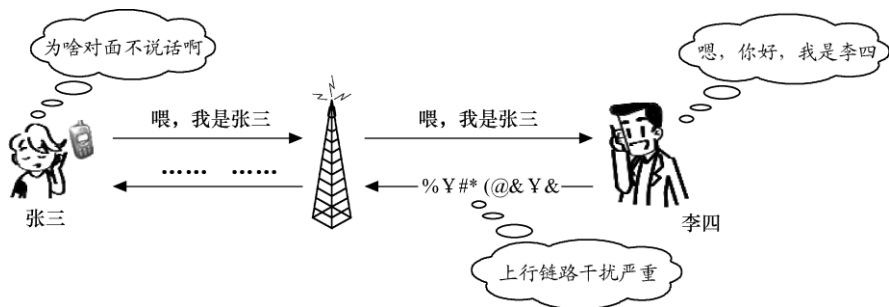 为啥对面不说话啊
嗯，你好，我是李四
喂，我是张三
喂，我是张三
…… ……
%￥#*(@&￥&
张三
李四
上行链路干扰严重